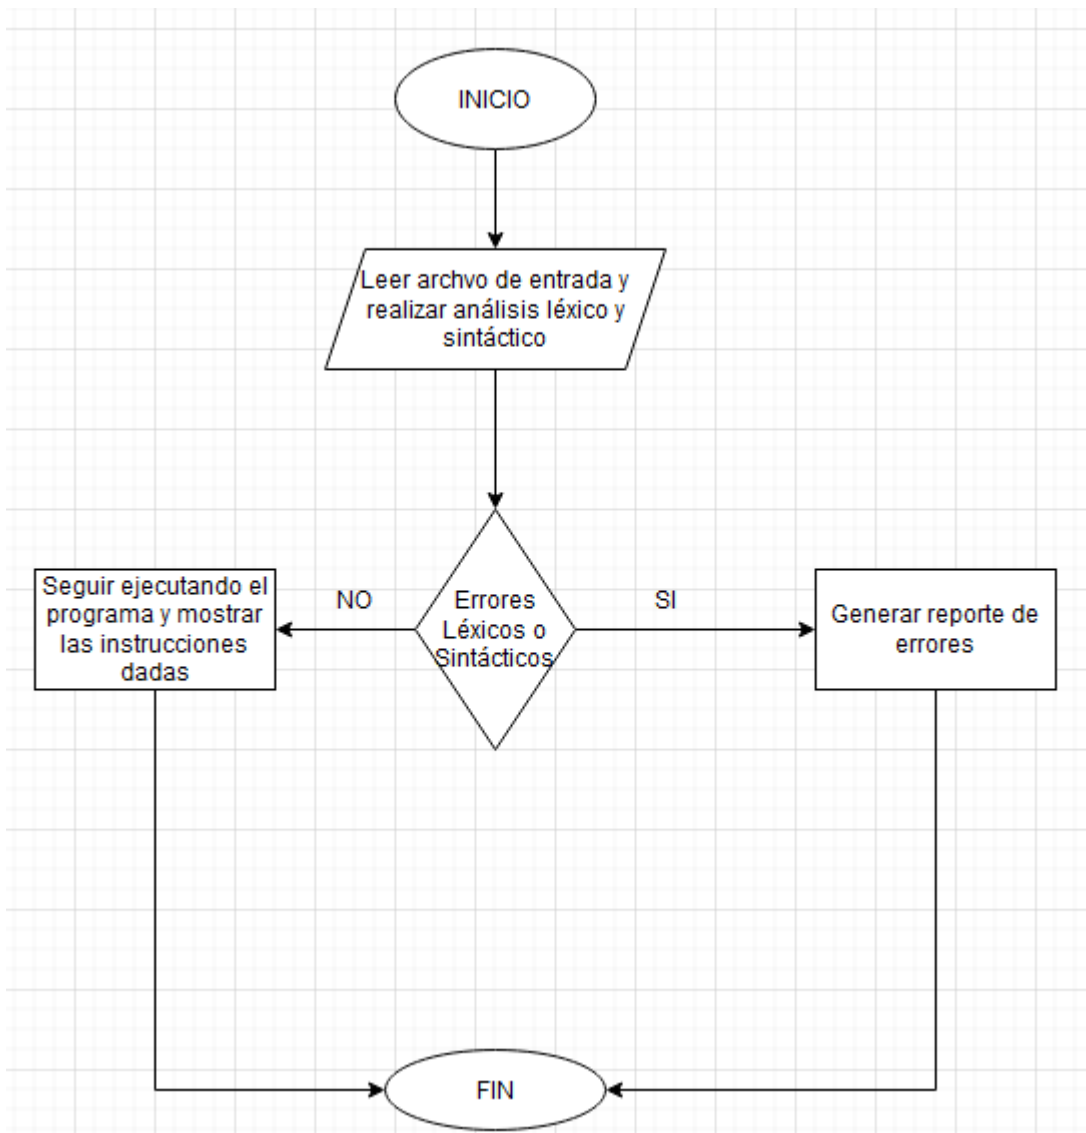 INICIO
Leer archvo de entrada y
realizar análisis léxico y
sintáctico
Seguir ejecutando el
programa y mostrar
las instrucciones
dadas
NO
Errores
Léxicos o
Sintácticos
SI
Generar reporte de
errores
FIN